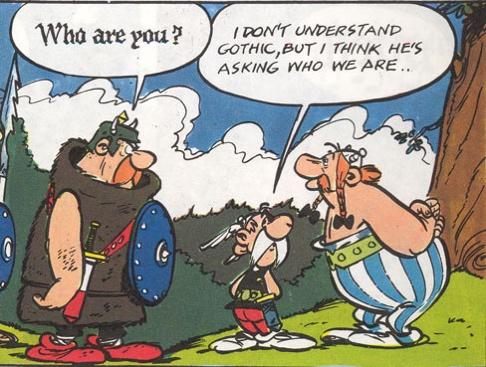 Who are you?
I DON'T UNDERSTAND
GOTHIC, BUT I THINK HE'S
ASKING WHO WE ARE..